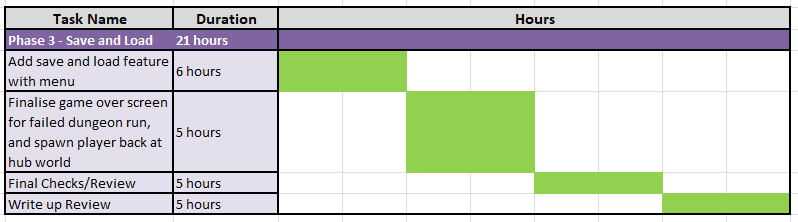 Task Name Duration Hours
Phase 3 - Save and Load 21 hours
Add save and load feature
with menu
6 hours
Finalise game over screen
for failed dungeon run,
and spawn player back at
hub world
5 hours
Final Checks/Review 5 hours
Write up Review 5 hours